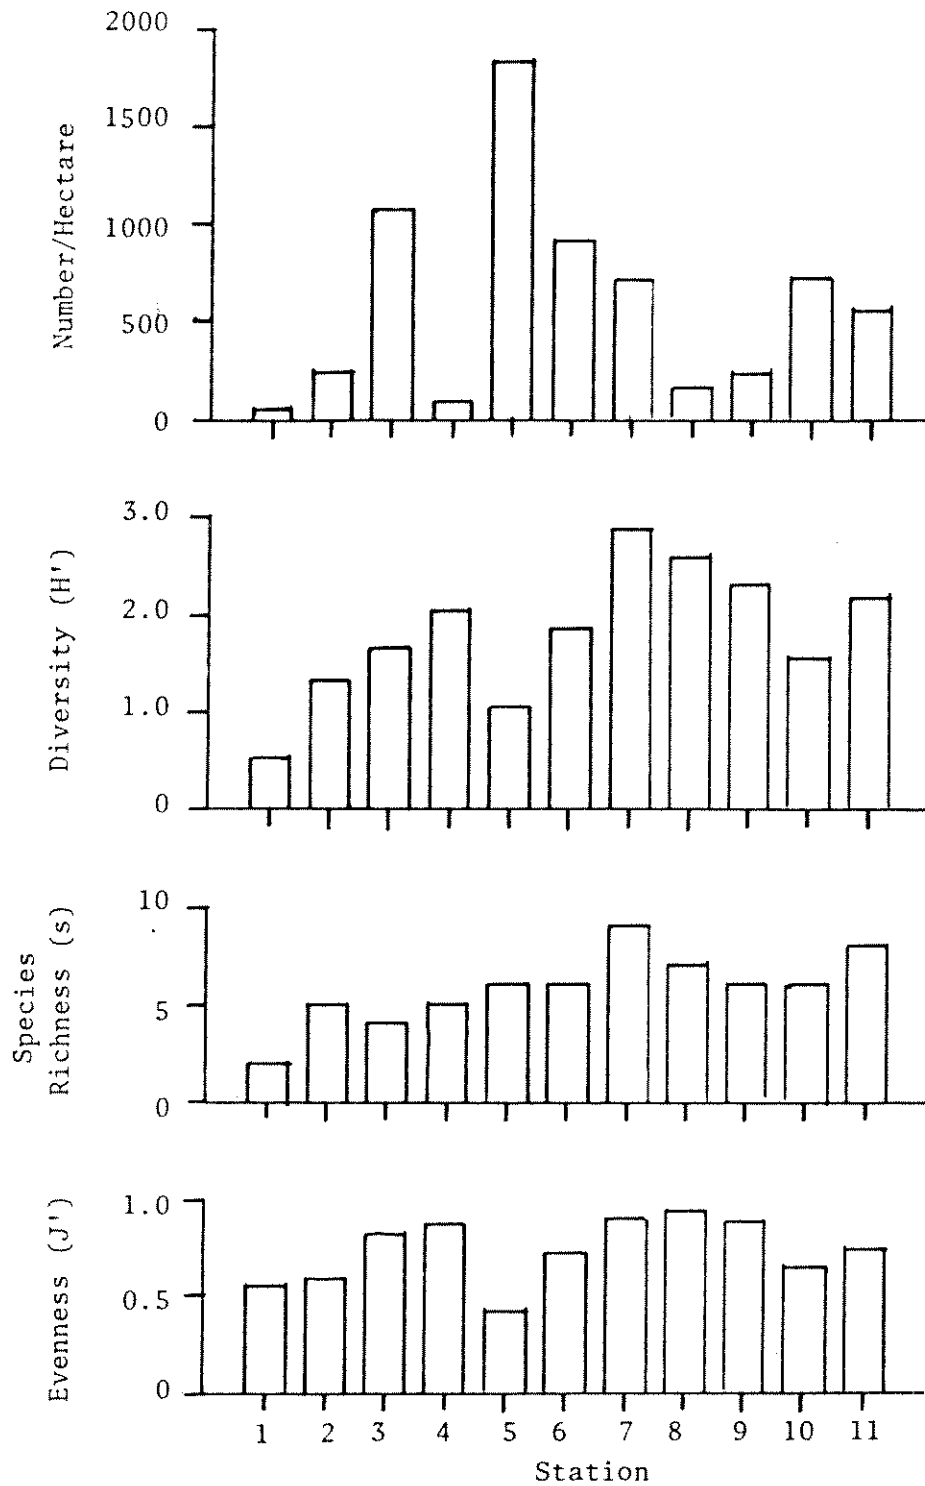 Number/Hectare
2000
1500
1000
500
0
Diversity (H')
3.0
2.0
1.0
0
Species
Richness (s)
10
5
0
Evenness (J')
1.0
0.5
0
1 2 3 4 5 6 7 8 9 10 11
Station